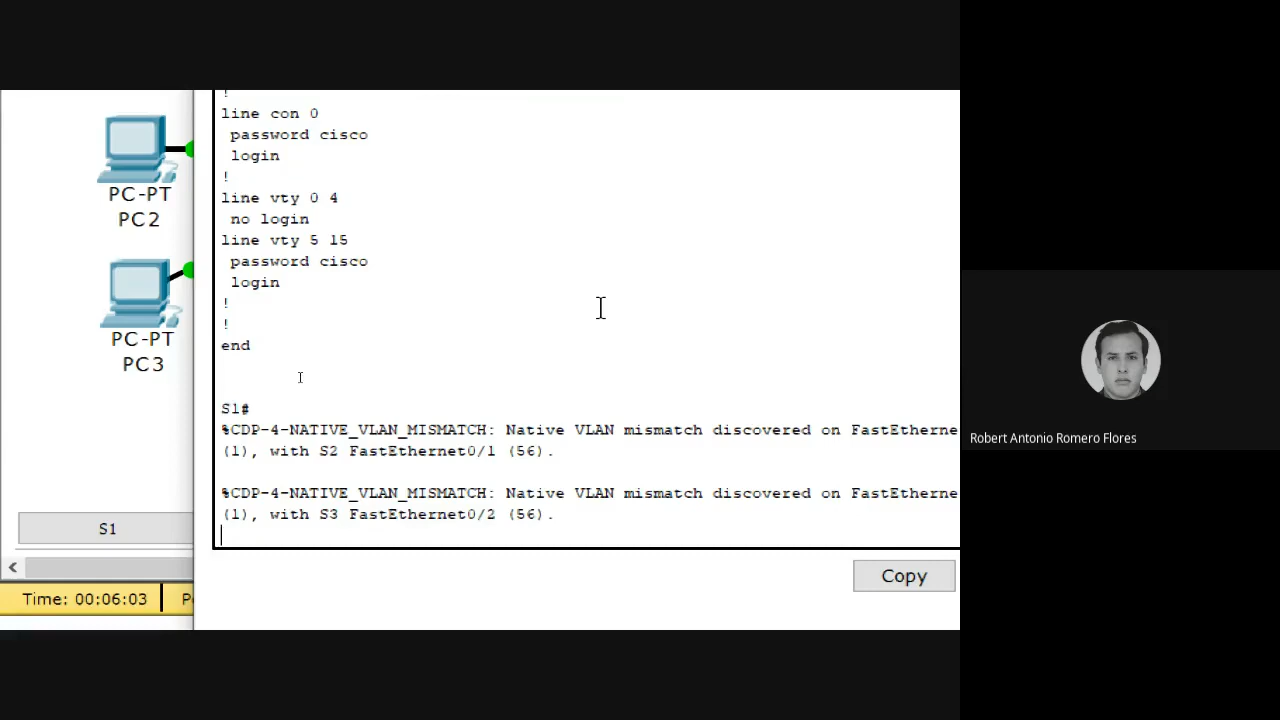 !
line con 0
password cisco
login
!
line vty 0 4
no login
line vty 5 15
password cisco
login
!
!
end
S1#
%CDP-4-NATIVE_VLAN_MISMATCH: Native VLAN mismatch discovered on FastEtherne
(1), with S2 FastEthernet0/1 (56).
%CDP-4-NATIVE_VLAN_MISMATCH: Native VLAN mismatch discovered on FastEtherne
(1), with S3 FastEthernet0/2 (56).
Copy
PC-PT
PC2
PC-PT
PC3
S1
<
Time: 00:06:03
P
Robert Antonio Romero Flores